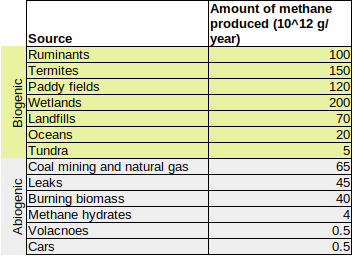 Source Amount of methane
produced (10^12 g/
year)
Biogenic
Ruminants 100
Termites 150
Paddy fields 120
Wetlands 200
Landfills 70
Oceans 20
Tundra 5
Abiogenic
Coal mining and natural gas 65
Leaks 45
Burning biomass 40
Methane hydrates 4
Volacnoes 0.5
Cars 0.5